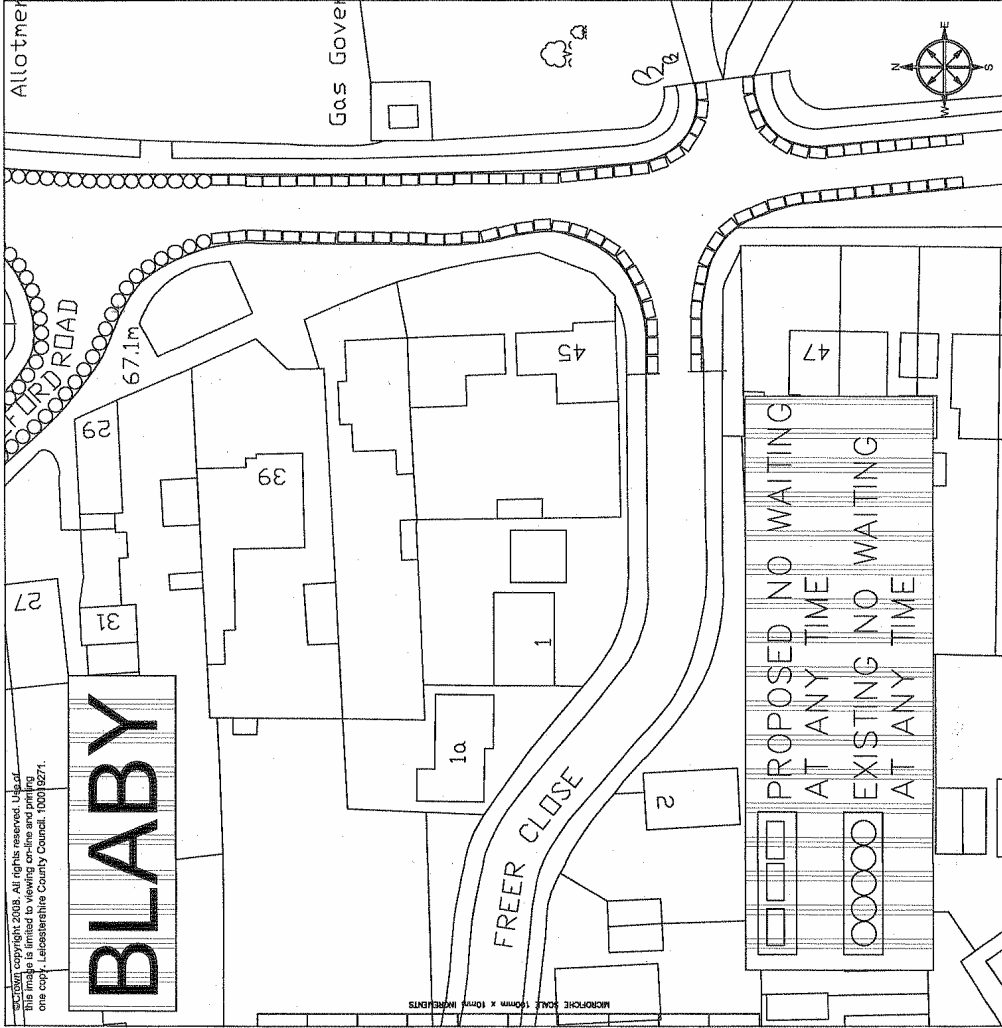 ©Crown copyright 2008. All rights reserved. Use of
this image is limited to viewing on-line and printing
one copy. Leicestershire County Council. 100019271.
BLABY
Allotmen
Gas Gover
N
E
S
W
FORD ROAD
67.1m
27
29
31
39
45
47
1
1a
2
FREER CLOSE
PROPOSED NO WAITING
AT ANY TIME
EXISTING NO WAITING
AT ANY TIME
MICROFICHE SCALE 100mm x 10mm INCREMENTS